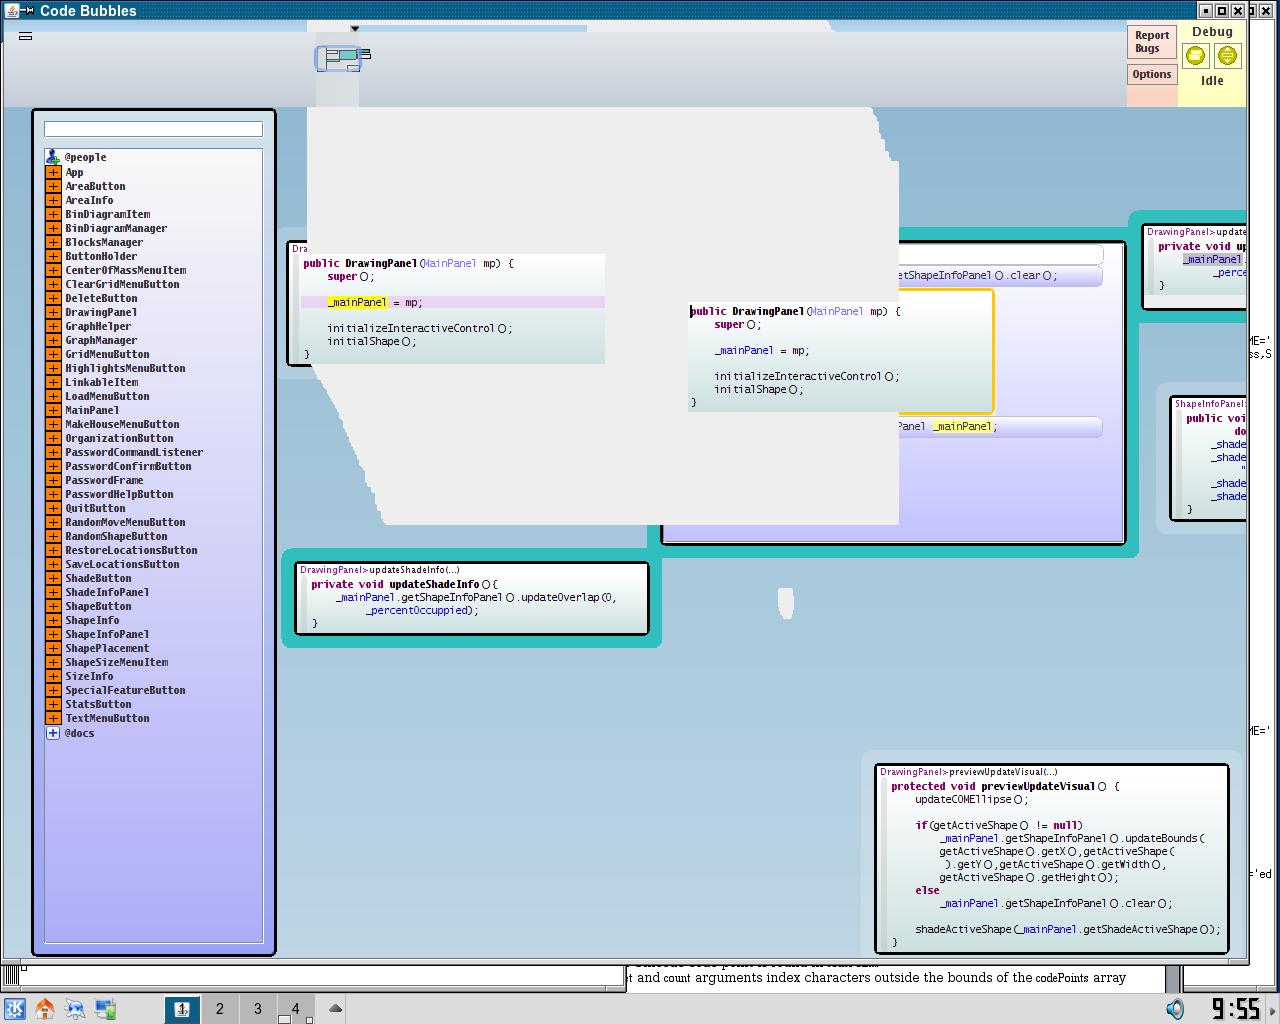 Code Bubbles
Report
Bugs
Options
Debug
Idle
@people
App
AreaButton
AreaInfo
BinDiagramItem
BinDiagramManager
BlocksManager
ButtonHolder
CenterOfMassMenuItem
ClearGridMenuButton
DeleteButton
DrawingPanel
GraphHelper
GraphManager
GridMenuButton
HighlightsMenuButton
LinkableItem
LoadMenuButton
MainPanel
MakeHouseMenuButton
OrganizationButton
PasswordCommandListener
PasswordConfirmButton
PasswordFrame
PasswordHelpButton
QuitButton
RandomMoveMenuButton
RandomShapeButton
RestoreLocationsButton
SaveLocationsButton
ShadeButton
ShadeInfoPanel
ShapeButton
ShapeInfo
ShapeInfoPanel
ShapePlacement
ShapeSizeMenuItem
SizeInfo
SpecialFeatureButton
StatsButton
TextMenuButton
@docs
Dra
public DrawingPanel(MainPanel mp) {
super();
_mainPanel = mp;
initializeInteractiveControl();
initialShape();
}
etShapeInfoPanel().clear();
public DrawingPanel(MainPanel mp) {
super();
_mainPanel = mp;
initializeInteractiveControl();
initialShape();
}
Panel _mainPanel;
DrawingPanel>update
private void up
_mainPanel
_perce
}
ShapeInfoPanel:
public voi
do
_shade
_shade
"
_shade
_shade
}
DrawingPanel>updateShadeInfo(...)
private void updateShadeInfo(){
_mainPanel.getShapeInfoPanel().updateOverlap(0,
_percentOccuppied);
}
DrawingPanel>previewUpdateVisual(...)
protected void previewUpdateVisual() {
updateCOMEllipse();
if(getActiveShape() != null)
_mainPanel.getShapeInfoPanel().updateBounds(
getActiveShape().getX(),getActiveShape(
).getY(),getActiveShape().getWidth(),
getActiveShape().getHeight());
else
_mainPanel.getShapeInfoPanel().clear();
shadeActiveShape(_mainPanel.getShadeActiveShape());
}
ME='
ss,S
ME='
='ed
t and count arguments index characters outside the bounds of the codePoints array
1
2
3
4
9:55